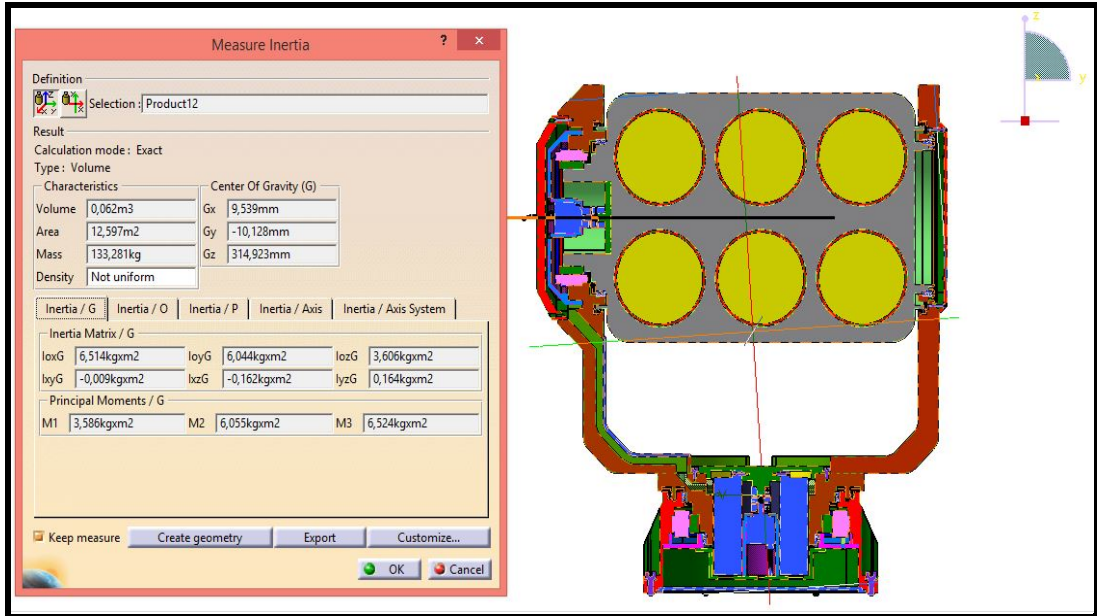 Measure Inertia ? ×
Definition
Selection : Product12
Result
Calculation mode : Exact
Type : Volume
Characteristics
Volume 0,062m3
Area 12,597m2
Mass 133,281kg
Density Not uniform
Center Of Gravity (G)
Gx 9,539mm
Gy -10,128mm
Gz 314,923mm
Inertia / G Inertia / O Inertia / P Inertia / Axis Inertia / Axis System
Inertia Matrix / G
IoxG 6,514kgxm2 IoyG 6,044kgxm2 IozG 3,606kgxm2
IxyG -0,009kgxm2 IxzG -0,162kgxm2 IyzG 0,164kgxm2
Principal Moments / G
M1 3,586kgxm2 M2 6,055kgxm2 M3 6,524kgxm2
Keep measure Create geometry Export Customize...
OK Cancel
z
x y